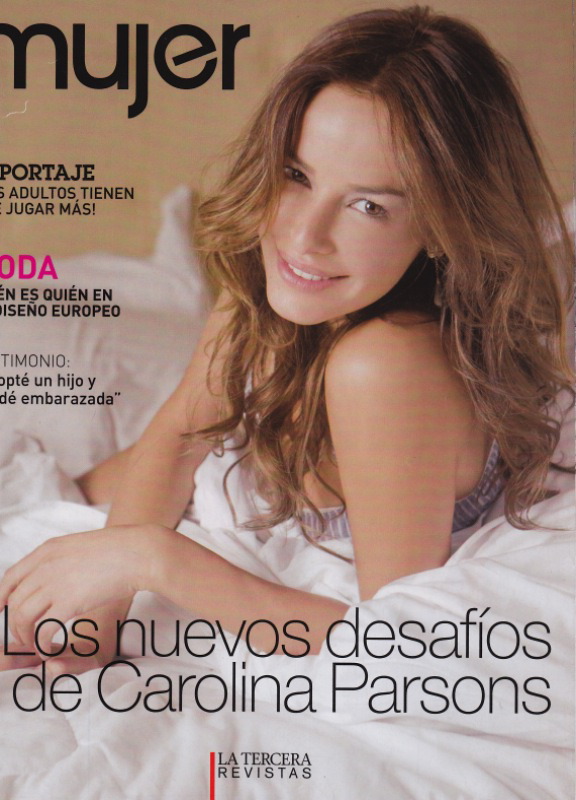 mujer
PORTAJE
S ADULTOS TIENEN
E JUGAR MÁS!
ODA
ÉN ES QUIÉN EN
DISEÑO EUROPEO
TIMONIO:
opté un hijo y
dé embarazada”
Los nuevos desafíos
de Carolina Parsons
LA TERCERA
REVISTAS